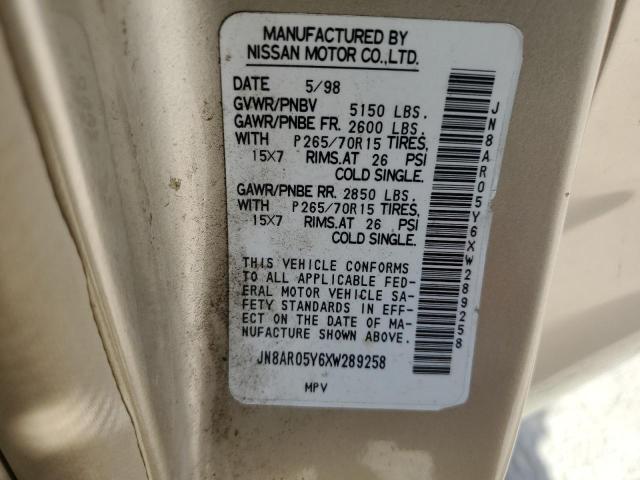 MANUFACTURED BY
NISSAN MOTOR CO.,LTD.
DATE 5/98
GVWR/PNBV 5150 LBS.
GAWR/PNBE FR. 2600 LBS.
WITH P265/70R15 TIRES,
15X7 RIMS.AT 26 PSI
COLD SINGLE.
GAWR/PNBE RR. 2850 LBS.
WITH P265/70R15 TIRES,
15X7 RIMS.AT 26 PSI
COLD SINGLE.
THIS VEHICLE CONFORMS
TO ALL APPLICABLE FED-
ERAL MOTOR VEHICLE SA-
FETY STANDARDS IN EFF-
ECT ON THE DATE OF MA-
NUFACTURE SHOWN ABOVE.
JN8AR05Y6XW289258
MPV
JN8AR05Y6XW289258